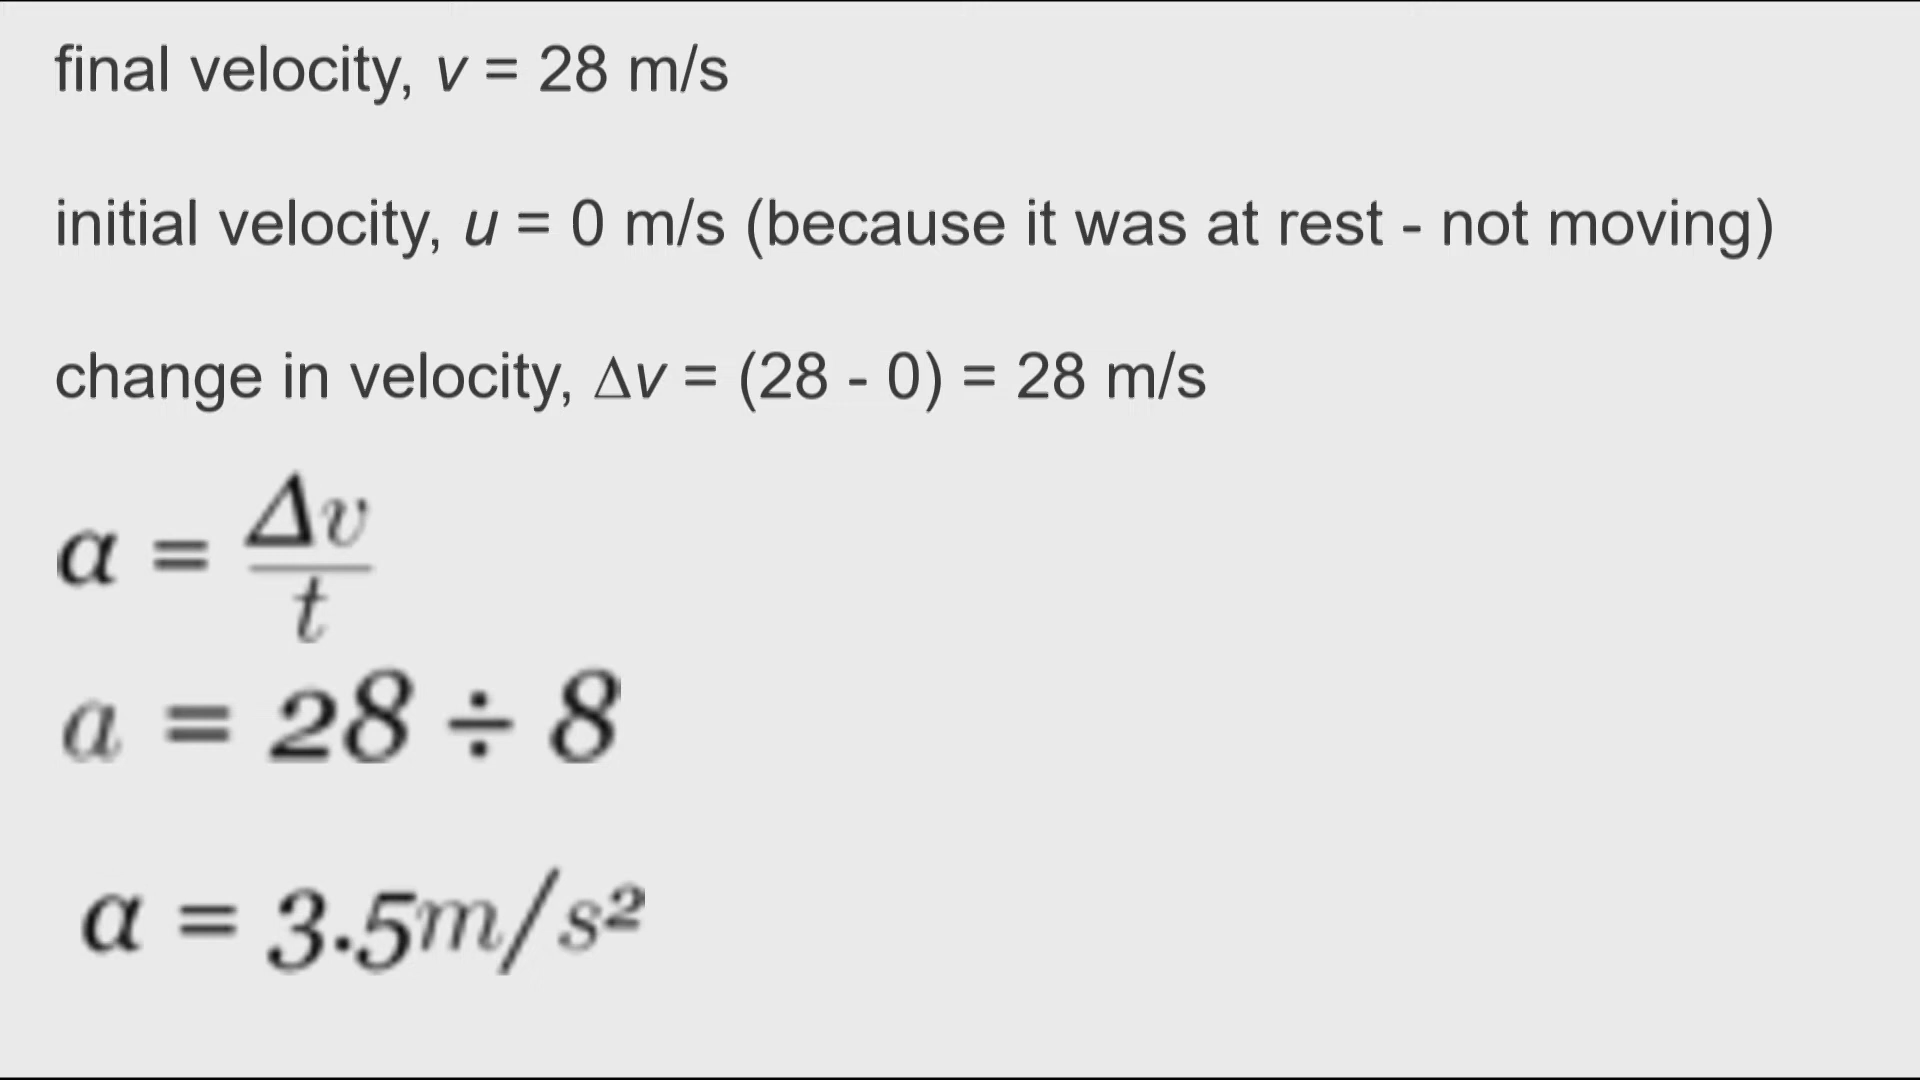 final velocity, v = 28 m/s
initial velocity, u = 0 m/s (because it was at rest - not moving)
change in velocity, Δv = (28 - 0) = 28 m/s
a = Δv/t
a = 28 ÷ 8
a = 3.5m/s²